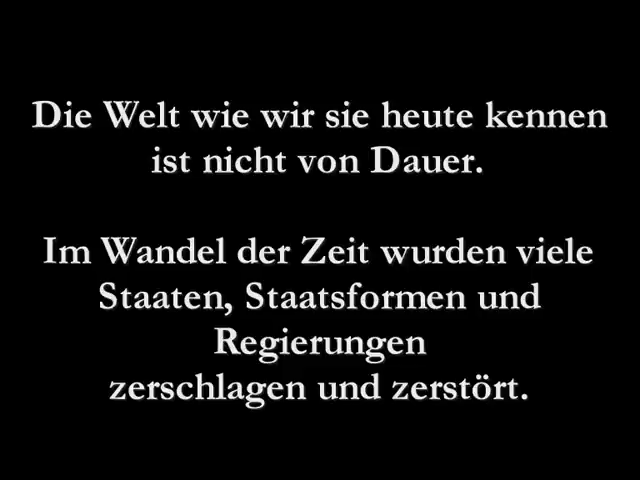 Die Welt wie wir sie heute kennen
ist nicht von Dauer.
Im Wandel der Zeit wurden viele
Staaten, Staatsformen und
Regierungen
zerschlagen und zerstört.